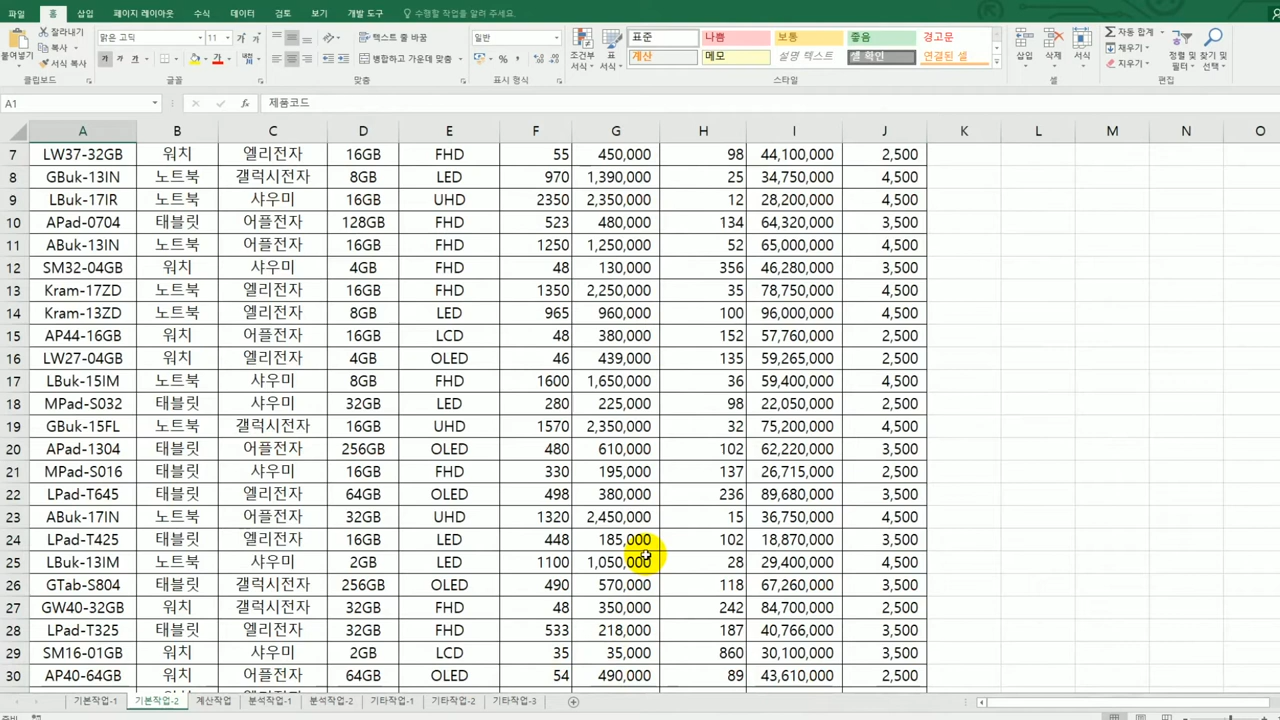 파일 홈 삽입 페이지 레이아웃 수식 데이터 검토 보기 개발 도구 수행할 작업을 알려 주세요.
잘라내기 맑은 고딕 11 텍스트 줄 바꿈 일반 표준 나쁨 보통 좋음 경고문 자동 합계
붙여넣기 복사 병합하고 가운데 맞춤 조건부 서식 표 서식 계산 메모 설명 텍스트 셀 확인 연결된 셀 삽입 삭제 서식 채우기 정렬 및 필터 찾기 및 선택
서식 복사 지우기
클립보드 글꼴 맞춤 표시 형식 스타일 셀 편집
A1 fx 제품코드
A B C D E F G H I J K L M N O
7 LW37-32GB 워치 엘리전자 16GB FHD 55 450,000 98 44,100,000 2,500
8 GBuk-13IN 노트북 갤럭시전자 8GB LED 970 1,390,000 25 34,750,000 4,500
9 LBuk-17IR 노트북 샤우미 16GB UHD 2350 2,350,000 12 28,200,000 4,500
10 APad-0704 태블릿 어플전자 128GB FHD 523 480,000 134 64,320,000 3,500
11 ABuk-13IN 노트북 어플전자 16GB FHD 1250 1,250,000 52 65,000,000 4,500
12 SM32-04GB 워치 샤우미 4GB FHD 48 130,000 356 46,280,000 3,500
13 Kram-17ZD 노트북 엘리전자 16GB FHD 1350 2,250,000 35 78,750,000 4,500
14 Kram-13ZD 노트북 엘리전자 8GB LED 965 960,000 100 96,000,000 4,500
15 AP44-16GB 워치 어플전자 16GB LCD 48 380,000 152 57,760,000 2,500
16 LW27-04GB 워치 엘리전자 4GB OLED 46 439,000 135 59,265,000 2,500
17 LBuk-15IM 노트북 샤우미 8GB FHD 1600 1,650,000 36 59,400,000 4,500
18 MPad-S032 태블릿 샤우미 32GB LED 280 225,000 98 22,050,000 2,500
19 GBuk-15FL 노트북 갤럭시전자 16GB UHD 1570 2,350,000 32 75,200,000 4,500
20 APad-1304 태블릿 어플전자 256GB OLED 480 610,000 102 62,220,000 3,500
21 MPad-S016 태블릿 샤우미 16GB FHD 330 195,000 137 26,715,000 2,500
22 LPad-T645 태블릿 엘리전자 64GB OLED 498 380,000 236 89,680,000 3,500
23 ABuk-17IN 노트북 어플전자 32GB UHD 1320 2,450,000 15 36,750,000 4,500
24 LPad-T425 태블릿 엘리전자 16GB LED 448 185,000 102 18,870,000 3,500
25 LBuk-13IM 노트북 샤우미 2GB LED 1100 1,050,000 28 29,400,000 4,500
26 GTab-S804 태블릿 갤럭시전자 256GB OLED 490 570,000 118 67,260,000 3,500
27 GW40-32GB 워치 갤럭시전자 32GB FHD 48 350,000 242 84,700,000 2,500
28 LPad-T325 태블릿 엘리전자 32GB FHD 533 218,000 187 40,766,000 3,500
29 SM16-01GB 워치 샤우미 2GB LCD 35 35,000 860 30,100,000 3,500
30 AP40-64GB 워치 어플전자 64GB OLED 54 490,000 89 43,610,000 2,500
기본작업-1 기본작업-2 계산작업 분석작업-1 분석작업-2 기타작업-1 기타작업-2 기타작업-3